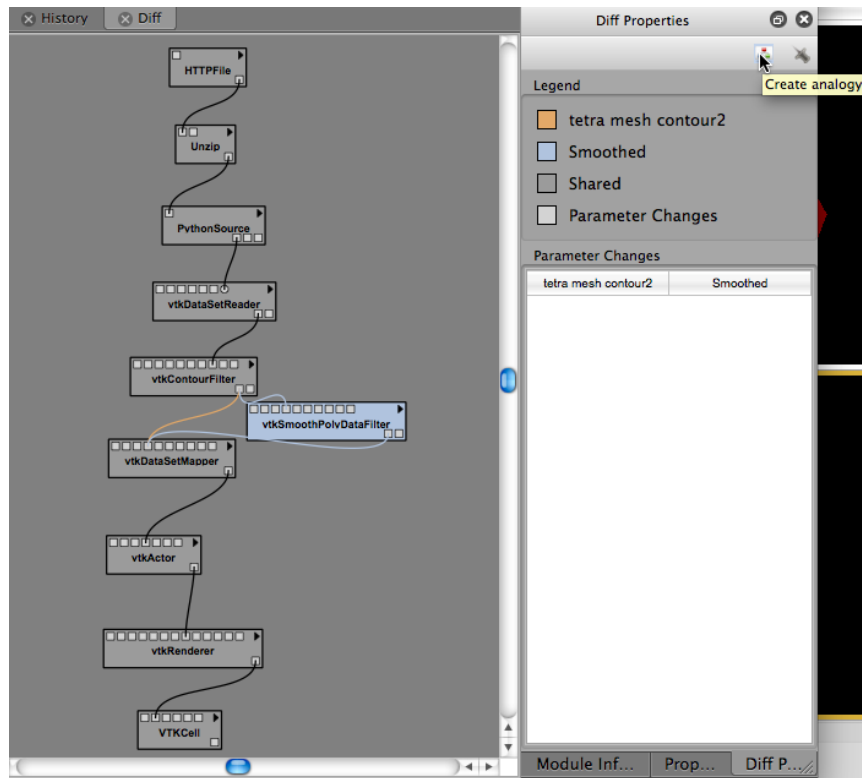 History
Diff
HTTPFile
Unzip
PythonSource
vtkDataSetReader
vtkContourFilter
vtkSmoothPolyDataFilter
vtkDataSetMapper
vtkActor
vtkRenderer
VTKCell
Diff Properties
Create analogy
Legend
tetra mesh contour2
Smoothed
Shared
Parameter Changes
Parameter Changes
tetra mesh contour2 Smoothed
Module Inf... Prop... Diff P...